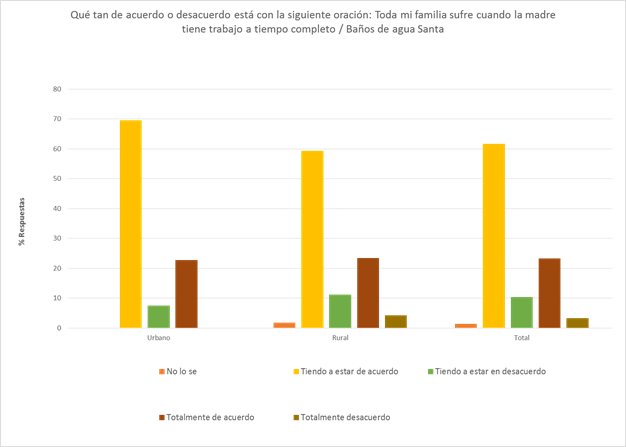 Qué tan de acuerdo o desacuerdo está con la siguiente oración: Toda mi familia sufre cuando la madre
tiene trabajo a tiempo completo / Baños de agua Santa
80
70
60
50
40
30
20
10
0
% Respuestas
Urbano Rural Total
No lo se Tiendo a estar de acuerdo Tiendo a estar en desacuerdo
Totalmente de acuerdo Totalmente desacuerdo